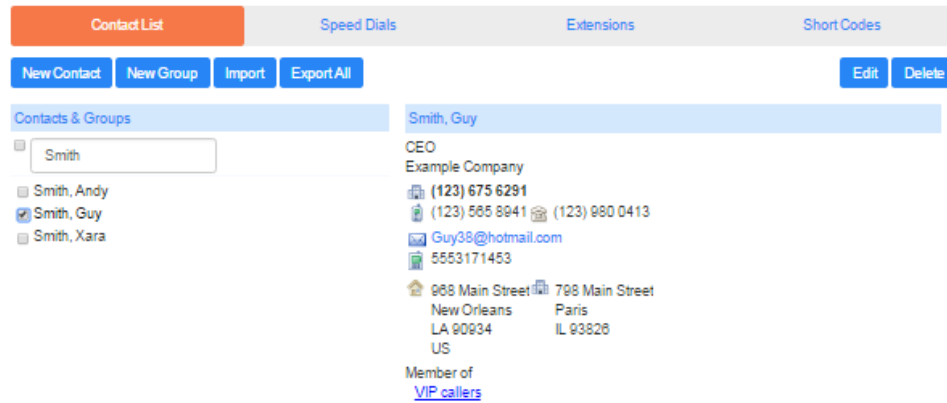 Contact List Speed Dials Extensions Short Codes
New Contact New Group Import Export All Edit Delete
Contacts & Groups
Smith
Smith, Andy
Smith, Guy
Smith, Xara
Smith, Guy
CEO
Example Company
(123) 675 6291
(123) 565 8941 (123) 980 0413
Guy38@hotmail.com
5553171453
968 Main Street 798 Main Street
New Orleans Paris
LA 90934 IL 93826
US
Member of
VIP callers